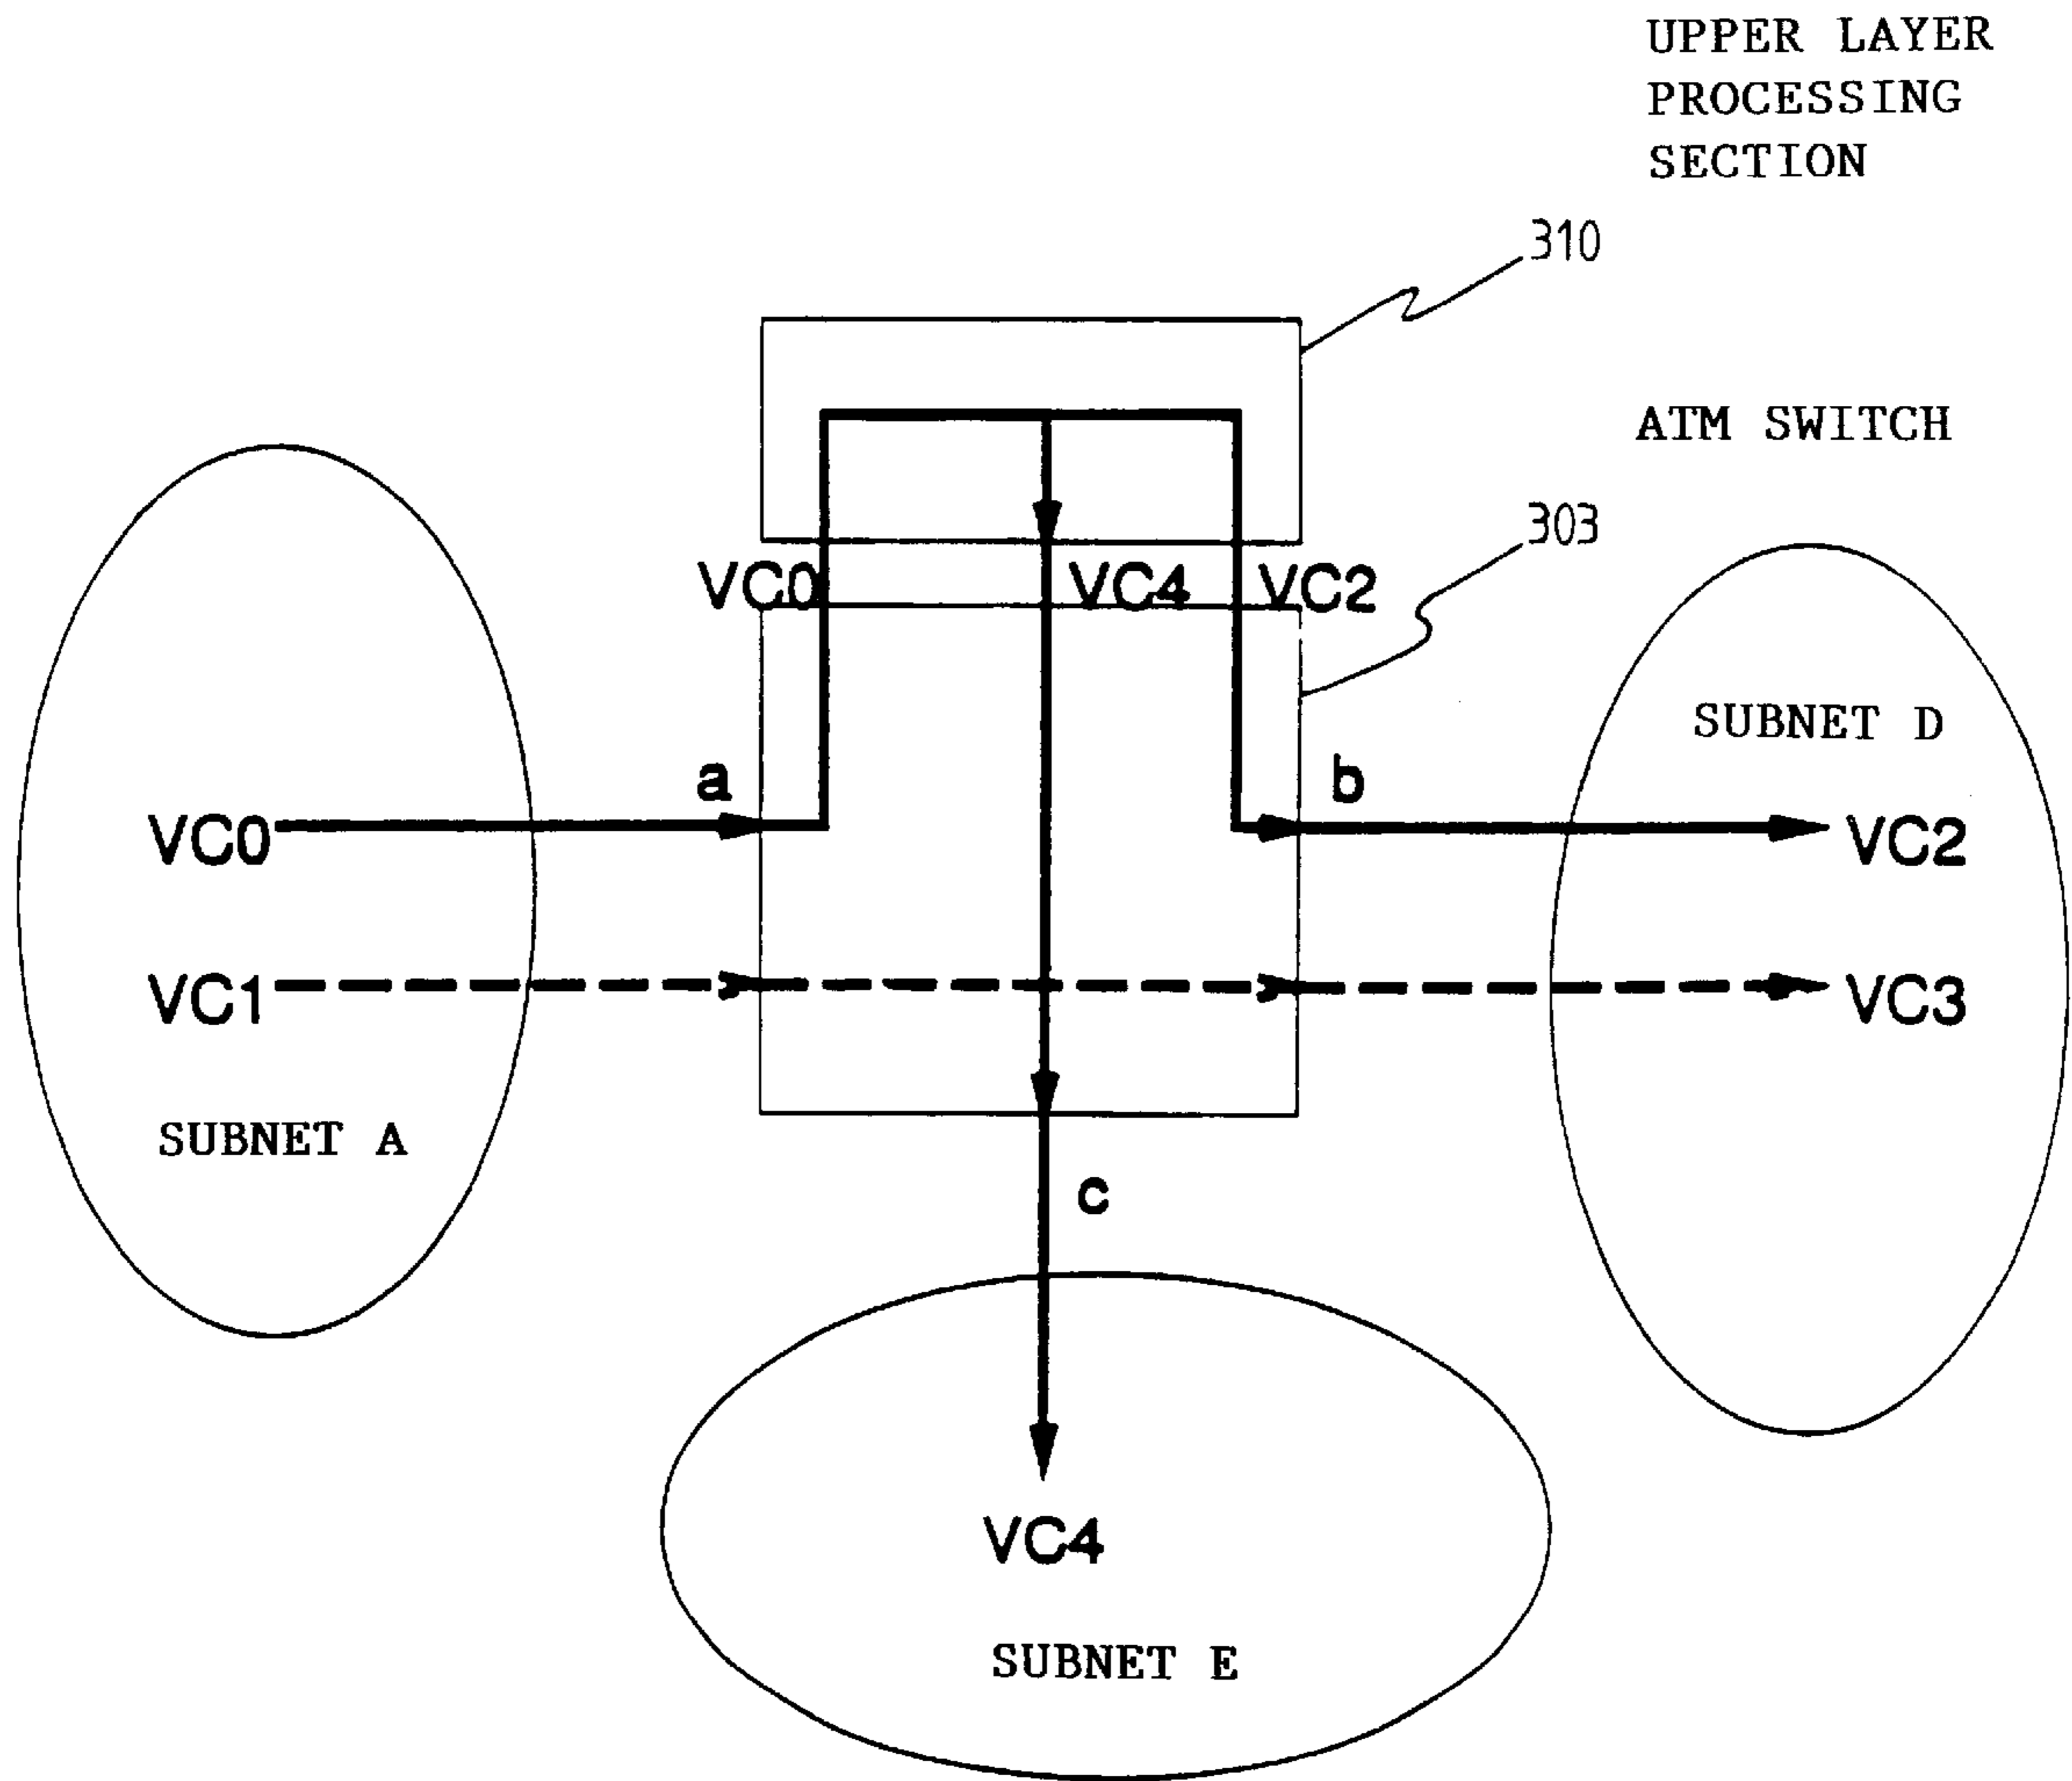 UPPER LAYER
PROCESSING
SECTION
310
ATM SWITCH
303
VC0
VC4
VC2
SUBNET D
a
b
VC0
VC2
VC1
VC3
SUBNET A
c
VC4
SUBNET E